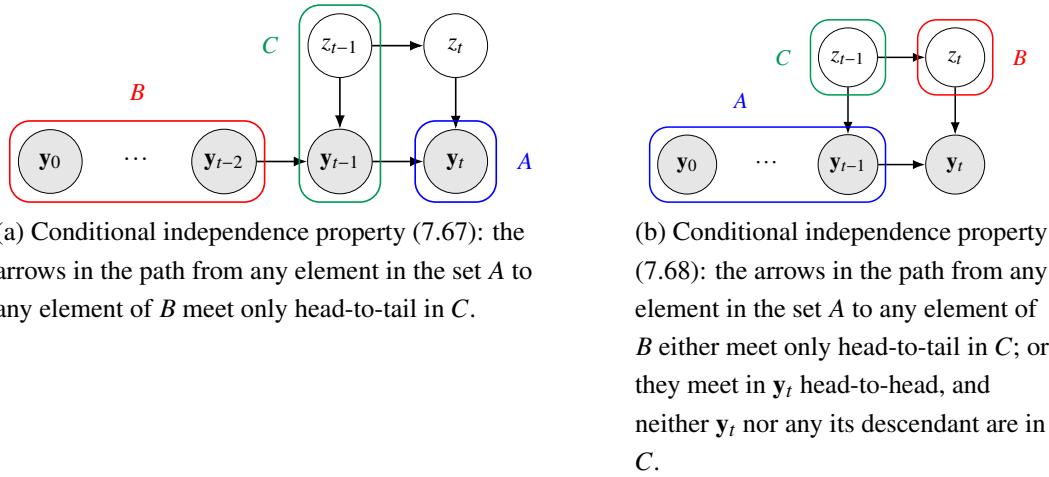 C z_{t−1} z_t
B
y_0 ··· y_{t−2} y_{t−1} y_t A
(a) Conditional independence property (7.67): the
arrows in the path from any element in the set A to
any element of B meet only head-to-tail in C.
C z_{t−1} z_t B
A
y_0 ··· y_{t−1} y_t
(b) Conditional independence property
(7.68): the arrows in the path from any
element in the set A to any element of
B either meet only head-to-tail in C; or
they meet in y_t head-to-head, and
neither y_t nor any its descendant are in
C.